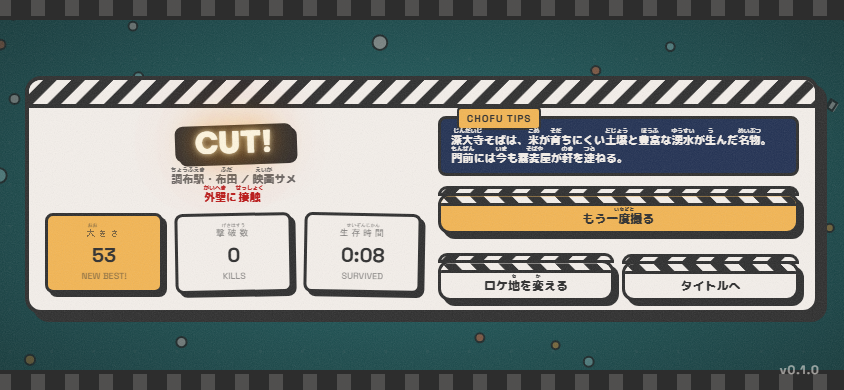 CUT!
調布駅・布田 / 映画サメ
外壁に接触
大きさ
53
NEW BEST!
撃破数
0
KILLS
生存時間
0:08
SURVIVED
CHOFU TIPS
深大寺そばは、米が育ちにくい土壌と豊富な湧水が生んだ名物。
門前には今も蕎麦屋が軒を連ねる。
もう一度撮る
ロケ地を変える
タイトルへ
v0.1.0